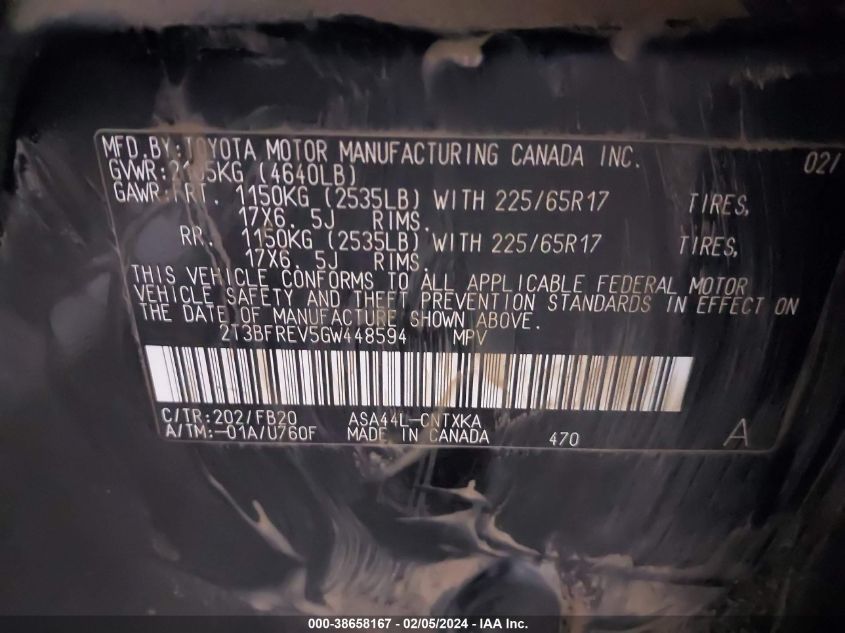 MFD.BY:TOYOTA MOTOR MANUFACTURING CANADA INC. 02/
GVWR: (4640LB)
GAWR:FRT. 1150KG (2535LB) WITH 225/65R17 TIRES,
17X6. 5J RIMS.
RR. 1150KG (2535LB) WITH 225/65R17 TIRES,
17X6. 5J RIMS.
THIS VEHICLE CONFORMS TO ALL APPLICABLE FEDERAL MOTOR
VEHICLE SAFETY AND THEFT PREVENTION STANDARDS IN EFFECT ON
THE DATE OF MANUFACTURE SHOWN ABOVE.
2T3BFREV5GW448594 MPV
C/TR:202/FB20 ASA44L-CNTXKA
A/TM:-01A/U760F MADE IN CANADA 470 A
000-38658167 - 02/05/2024 - IAA Inc.